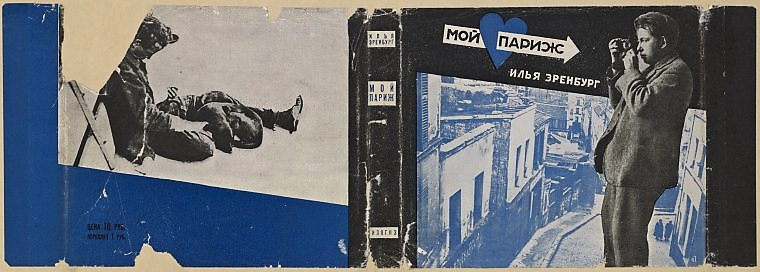 ЦЕНА 10 РУБ.
ПЕРЕПЛЕТ 1 РУБ.
ИЛЬЯ
ЭРЕНБУРГ
МОЙ
ПАРИЖ
ИЗОГИЗ
МОЙ ПАРИЖ
ИЛЬЯ ЭРЕНБУРГ